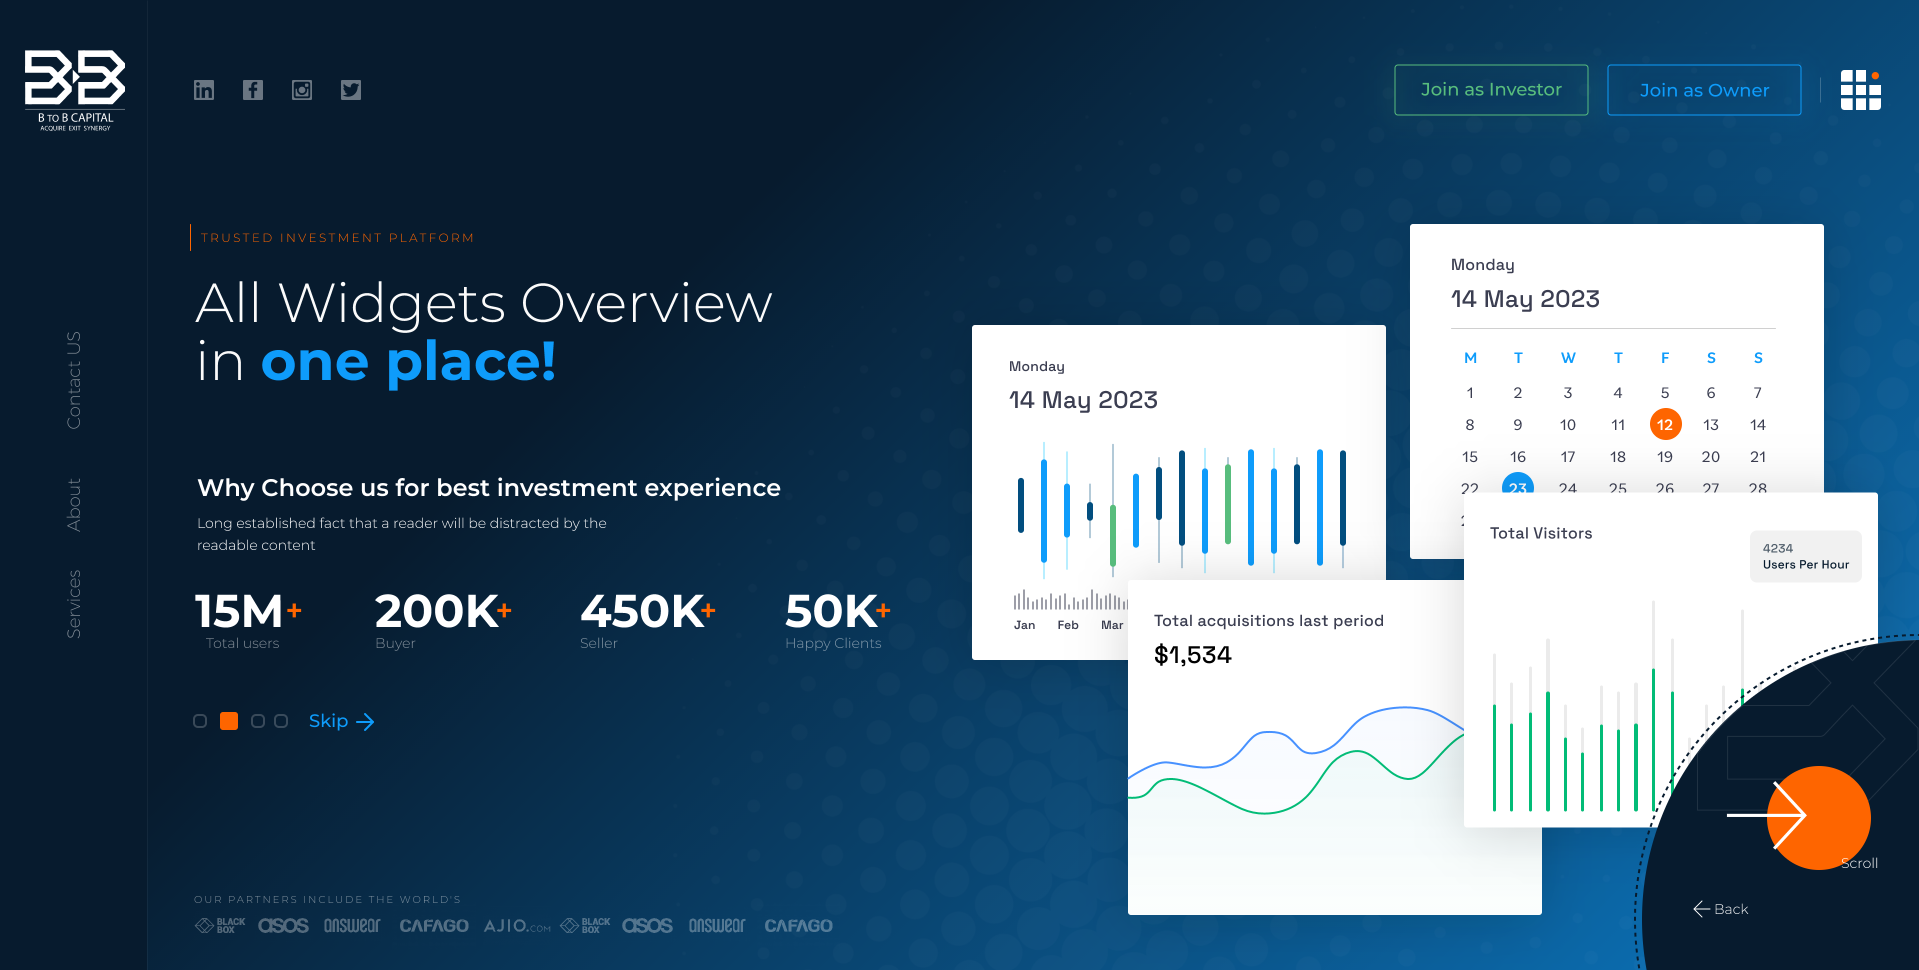 B TO B CAPITAL
ACQUIRE EXIT SYNERGY
Join as Investor
Join as Owner
Contact US
About
Services
TRUSTED INVESTMENT PLATFORM
All Widgets Overview
in one place!
Why Choose us for best investment experience
Long established fact that a reader will be distracted by the
readable content
15M+
Total users
200K+
Buyer
450K+
Seller
50K+
Happy Clients
Skip
OUR PARTNERS INCLUDE THE WORLD'S
BLACK BOX
asos
answear
CAFAGO
AJIO.COM
BLACK BOX
asos
answear
CAFAGO
Monday
14 May 2023
Jan Feb Mar
Monday
14 May 2023
M T W T F S S
1 2 3 4 5 6 7
8 9 10 11 12 13 14
15 16 17 18 19 20 21
22 23 24 25 26 27 28
Total acquisitions last period
$1,534
Total Visitors
4234
Users Per Hour
Scroll
Back